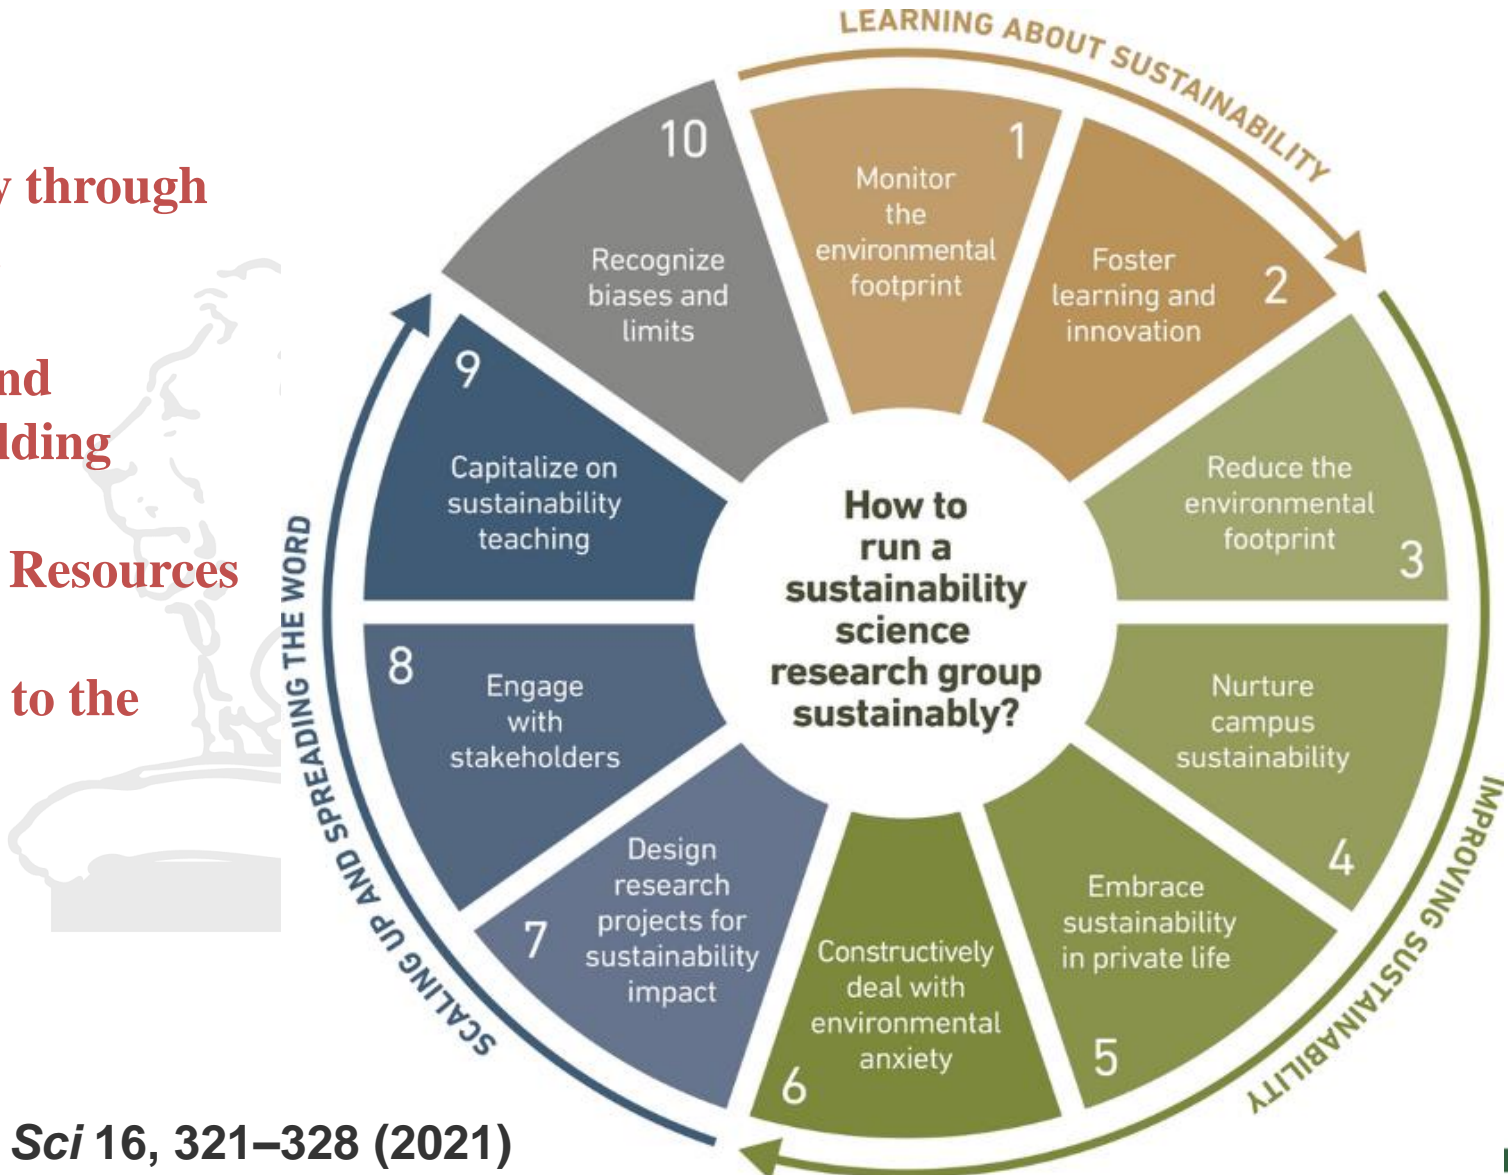 y through
nd
lding
Resources
to the
Sci 16, 321–328 (2021)
LEARNING ABOUT SUSTAINABILITY
IMPROVING SUSTAINABILITY
SCALING UP AND SPREADING THE WORD
How to
run a
sustainability
science
research group
sustainably?
1
Monitor
the
environmental
footprint
2
Foster
learning and
innovation
3
Reduce the
environmental
footprint
4
Nurture
campus
sustainability
5
Embrace
sustainability
in private life
6
Constructively
deal with
environmental
anxiety
7
Design
research
projects for
sustainability
impact
8
Engage
with
stakeholders
9
Capitalize on
sustainability
teaching
10
Recognize
biases and
limits